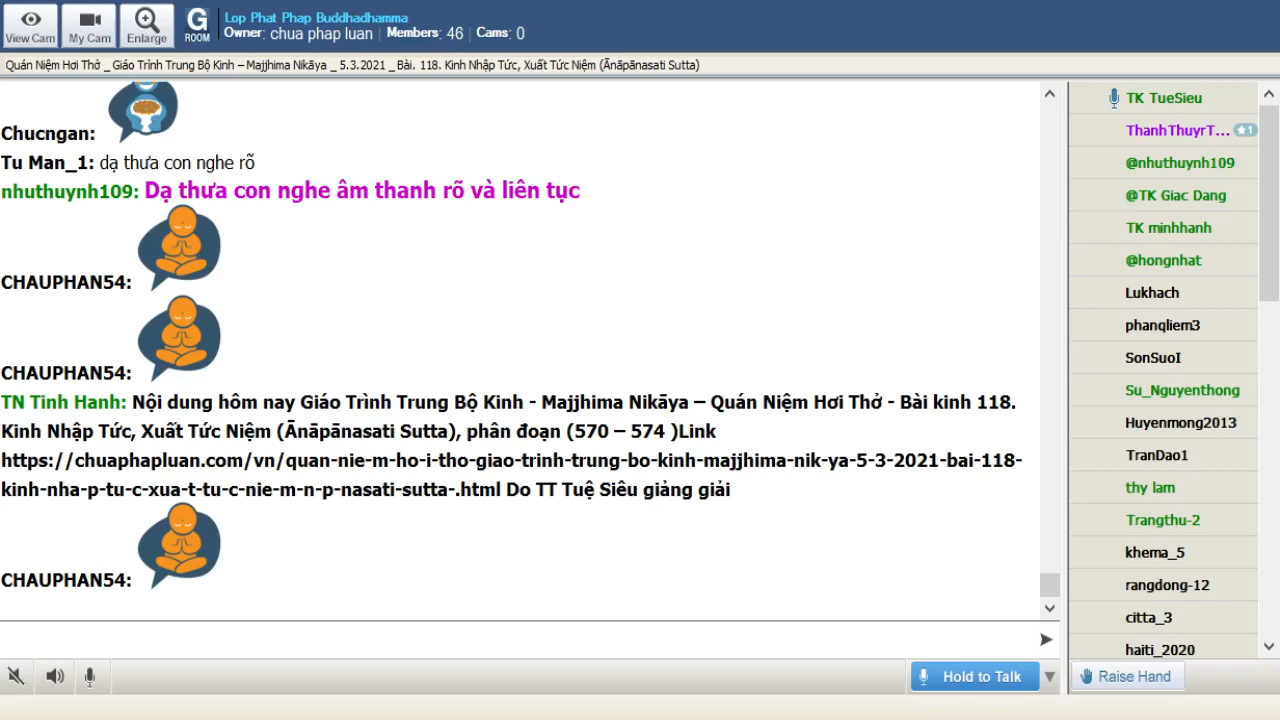 View Cam
My Cam
Enlarge
G
ROOM
Lop Phat Phap Buddhadhamma
Owner: chua phap luan | Members: 46 | Cams: 0
Quán Niệm Hơi Thở _ Giáo Trình Trung Bộ Kinh – Majjhima Nikāya _ 5.3.2021 _ Bài. 118. Kinh Nhập Tức, Xuất Tức Niệm (Ānāpānasati Sutta)
Chucngan:
Tu Man_1: dạ thưa con nghe rõ
nhuthuynh109: Dạ thưa con nghe âm thanh rõ và liên tục
CHAUPHAN54:
CHAUPHAN54:
TN Tinh Hanh: Nội dung hôm nay Giáo Trình Trung Bộ Kinh - Majjhima Nikāya – Quán Niệm Hơi Thở - Bài kinh 118.
Kinh Nhập Tức, Xuất Tức Niệm (Ānāpānasati Sutta), phân đoạn (570 – 574 )Link
https://chuaphapluan.com/vn/quan-nie-m-ho-i-tho-giao-trinh-trung-bo-kinh-majjhima-nik-ya-5-3-2021-bai-118-
kinh-nha-p-tu-c-xua-t-tu-c-nie-m-n-p-nasati-sutta-.html Do TT Tuệ Siêu giảng giải
CHAUPHAN54:
TK TueSieu
ThanhThuyrT... ★1
@nhuthuynh109
@TK Giac Dang
TK minhhanh
@hongnhat
Lukhach
phanqliem3
SonSuoI
Su_Nguyenthong
Huyenmong2013
TranDao1
thy lam
Trangthu-2
khema_5
rangdong-12
citta_3
haiti_2020
Hold to Talk
Raise Hand